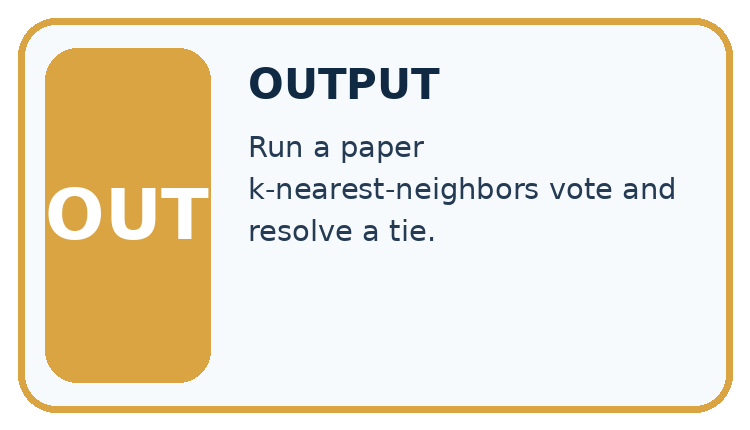 OUT
OUTPUT
Run a paper
k-nearest-neighbors vote and
resolve a tie.